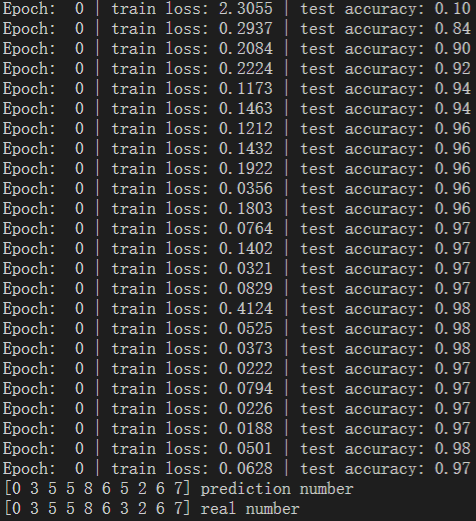 Epoch:  0 | train loss: 2.3055 | test accuracy: 0.10
Epoch:  0 | train loss: 0.2937 | test accuracy: 0.84
Epoch:  0 | train loss: 0.2084 | test accuracy: 0.90
Epoch:  0 | train loss: 0.2224 | test accuracy: 0.92
Epoch:  0 | train loss: 0.1173 | test accuracy: 0.94
Epoch:  0 | train loss: 0.1463 | test accuracy: 0.94
Epoch:  0 | train loss: 0.1212 | test accuracy: 0.96
Epoch:  0 | train loss: 0.1432 | test accuracy: 0.96
Epoch:  0 | train loss: 0.1922 | test accuracy: 0.96
Epoch:  0 | train loss: 0.0356 | test accuracy: 0.96
Epoch:  0 | train loss: 0.1803 | test accuracy: 0.96
Epoch:  0 | train loss: 0.0764 | test accuracy: 0.97
Epoch:  0 | train loss: 0.1402 | test accuracy: 0.97
Epoch:  0 | train loss: 0.0321 | test accuracy: 0.97
Epoch:  0 | train loss: 0.0829 | test accuracy: 0.97
Epoch:  0 | train loss: 0.4124 | test accuracy: 0.98
Epoch:  0 | train loss: 0.0525 | test accuracy: 0.98
Epoch:  0 | train loss: 0.0373 | test accuracy: 0.98
Epoch:  0 | train loss: 0.0222 | test accuracy: 0.97
Epoch:  0 | train loss: 0.0794 | test accuracy: 0.97
Epoch:  0 | train loss: 0.0226 | test accuracy: 0.97
Epoch:  0 | train loss: 0.0188 | test accuracy: 0.97
Epoch:  0 | train loss: 0.0501 | test accuracy: 0.98
Epoch:  0 | train loss: 0.0628 | test accuracy: 0.97
[0 3 5 5 8 6 5 2 6 7] prediction number
[0 3 5 5 8 6 3 2 6 7] real number